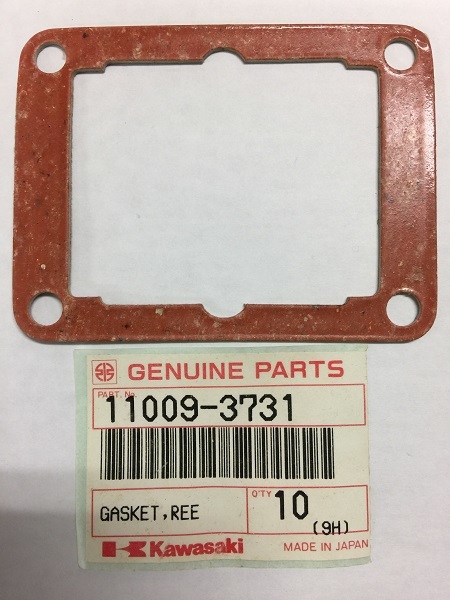 GENUINE PARTS
PART. No.
11009-3731
GASKET,REE
Q'TY 10 (9H)
Kawasaki MADE IN JAPAN